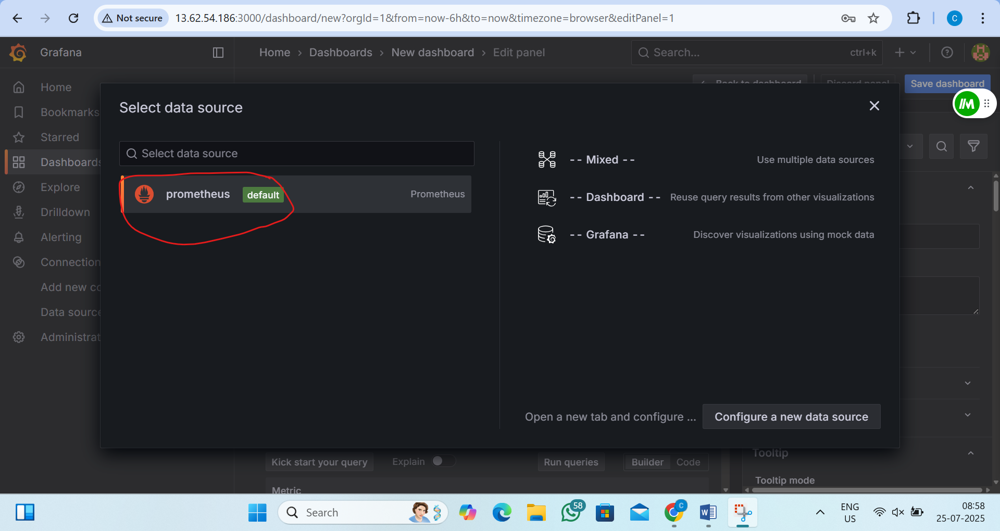 Not secure 13.62.54.186:3000/dashboard/new?orgId=1&from=now-6h&to=now&timezone=browser&editPanel=1 C
Grafana Home › Dashboards › New dashboard › Edit panel Search... ctrl+k
Home
Back to dashboard Discard panel Save dashboard
Bookmarks
Starred
Dashboards
Explore
Drilldown
Alerting
Connection
Add new co
Data source
Administrat
Select data source
Select data source
prometheus default Prometheus
-- Mixed -- Use multiple data sources
-- Dashboard -- Reuse query results from other visualizations
-- Grafana -- Discover visualizations using mock data
Open a new tab and configure ... Configure a new data source
Kick start your query Explain Run queries Builder Code
Metric
Tooltip
Tooltip mode
Search 58 C W
ENG
US
08:58
25-07-2025